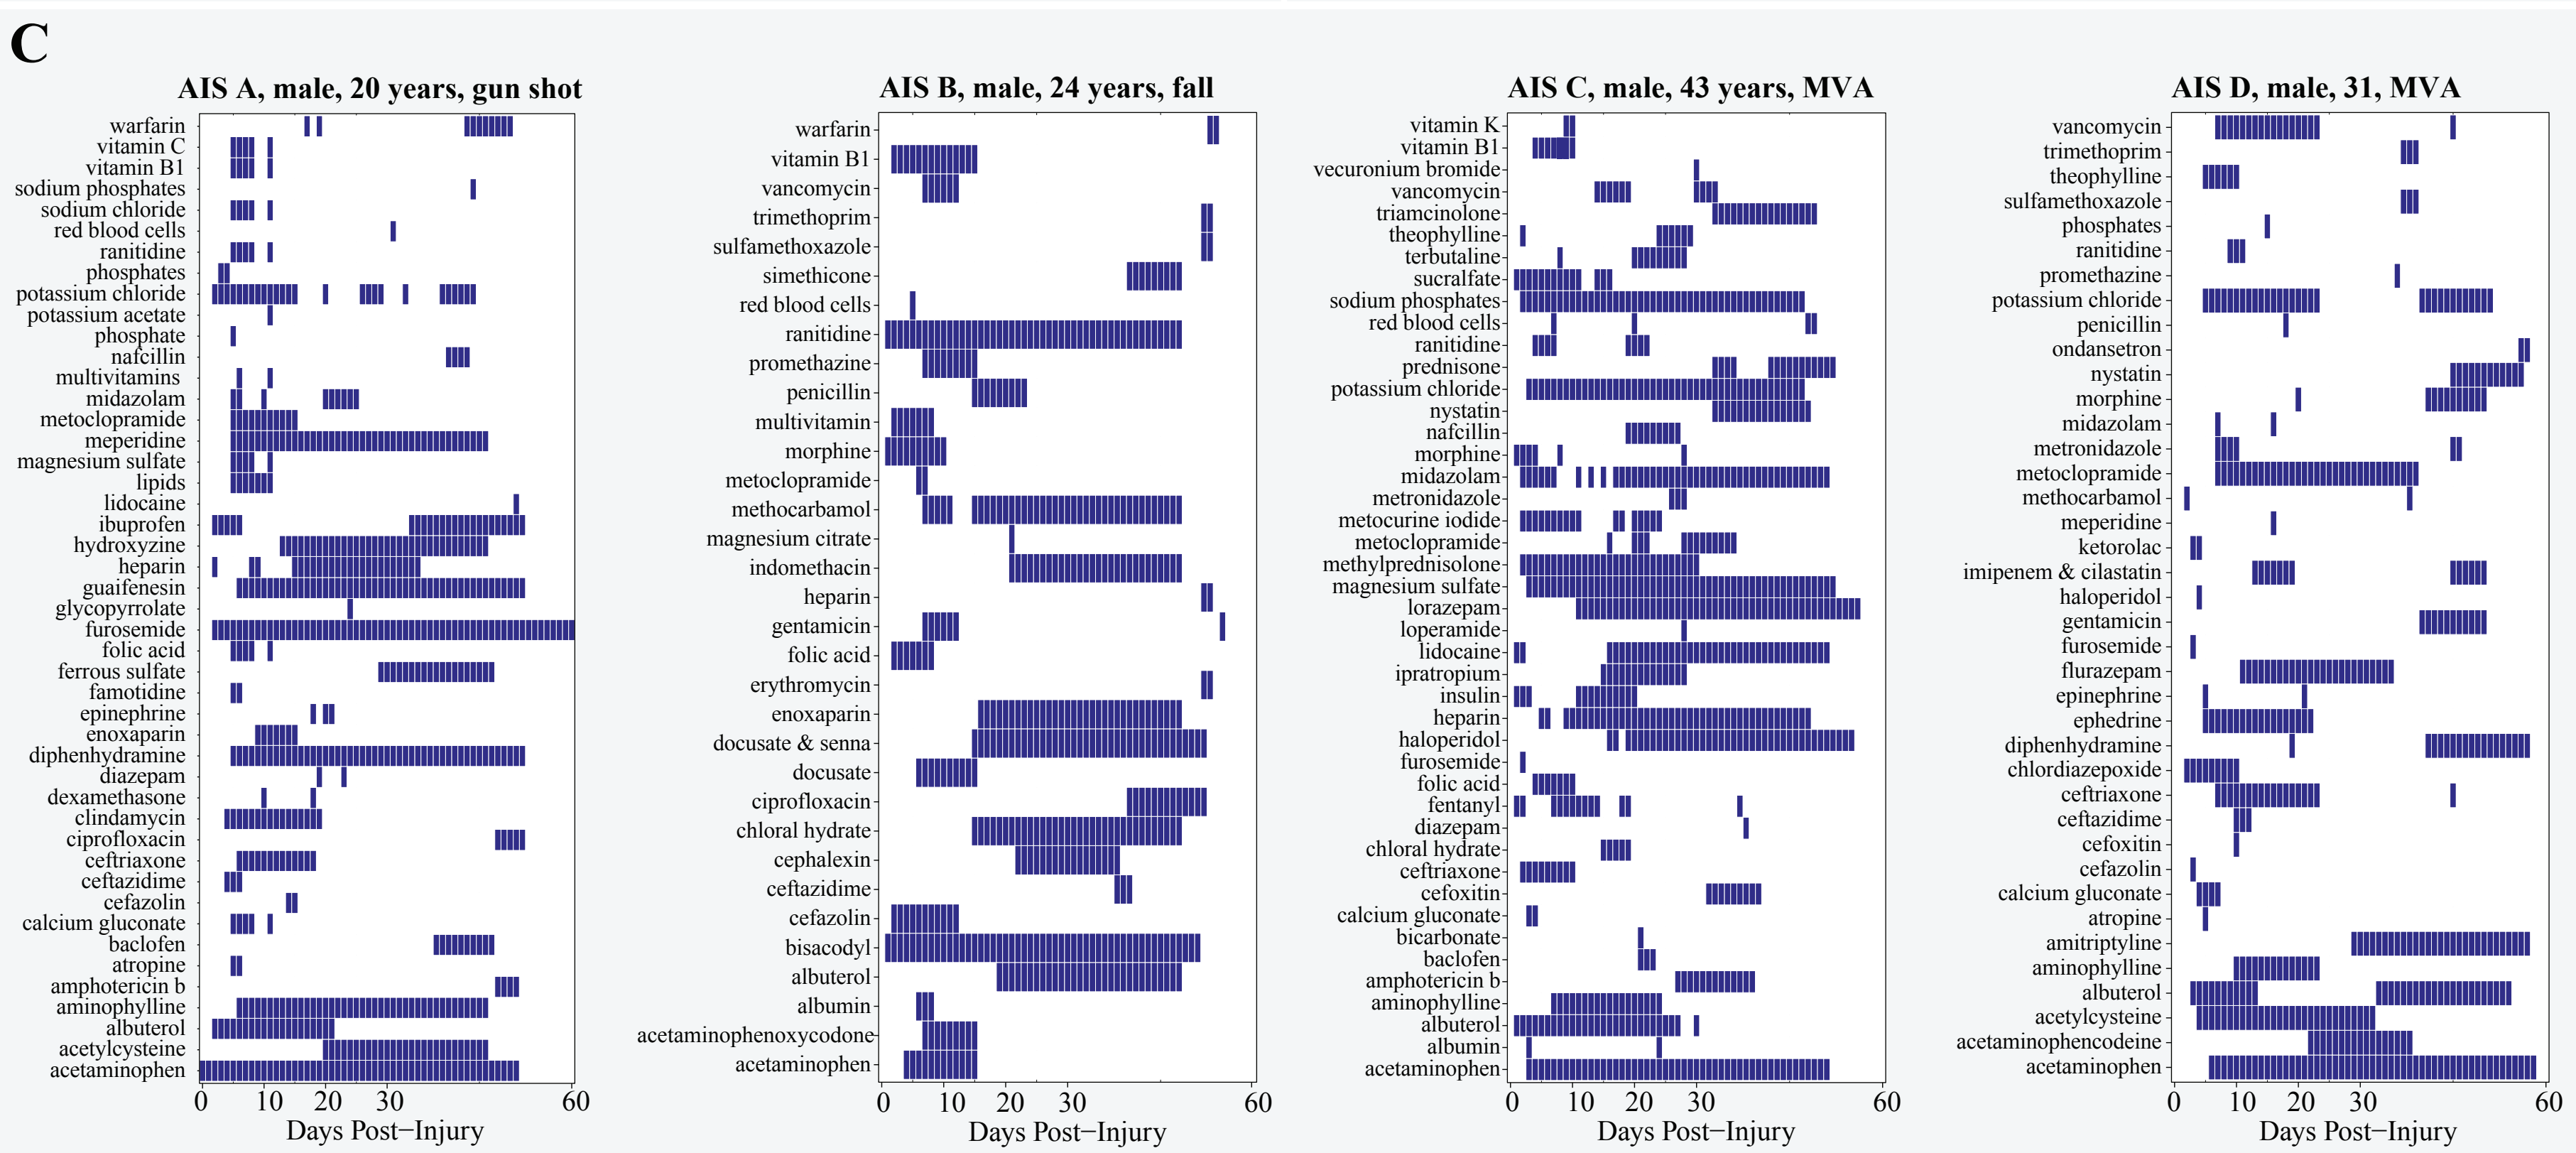 C
AIS A, male, 20 years, gun shot
warfarin
vitamin C
vitamin B1
sodium phosphates
sodium chloride
red blood cells
ranitidine
phosphates
potassium chloride
potassium acetate
phosphate
nafcillin
multivitamins
midazolam
metoclopramide
meperidine
magnesium sulfate
lipids
lidocaine
ibuprofen
hydroxyzine
heparin
guaifenesin
glycopyrrolate
furosemide
folic acid
ferrous sulfate
famotidine
epinephrine
enoxaparin
diphenhydramine
diazepam
dexamethasone
clindamycin
ciprofloxacin
ceftriaxone
ceftazidime
cefazolin
calcium gluconate
baclofen
atropine
amphotericin b
aminophylline
albuterol
acetylcysteine
acetaminophen
0 10 20 30 60
Days Post−Injury
AIS B, male, 24 years, fall
warfarin
vitamin B1
vancomycin
trimethoprim
sulfamethoxazole
simethicone
red blood cells
ranitidine
promethazine
penicillin
multivitamin
morphine
metoclopramide
methocarbamol
magnesium citrate
indomethacin
heparin
gentamicin
folic acid
erythromycin
enoxaparin
docusate & senna
docusate
ciprofloxacin
chloral hydrate
cephalexin
ceftazidime
cefazolin
bisacodyl
albuterol
albumin
acetaminophenoxycodone
acetaminophen
0 10 20 30 60
Days Post−Injury
AIS C, male, 43 years, MVA
vitamin K
vitamin B1
vecuronium bromide
vancomycin
triamcinolone
theophylline
terbutaline
sucralfate
sodium phosphates
red blood cells
ranitidine
prednisone
potassium chloride
nystatin
nafcillin
morphine
midazolam
metronidazole
metocurine iodide
metoclopramide
methylprednisolone
magnesium sulfate
lorazepam
loperamide
lidocaine
ipratropium
insulin
heparin
haloperidol
furosemide
folic acid
fentanyl
diazepam
chloral hydrate
ceftriaxone
cefoxitin
calcium gluconate
bicarbonate
baclofen
amphotericin b
aminophylline
albuterol
albumin
acetaminophen
0 10 20 30 60
Days Post−Injury
AIS D, male, 31, MVA
vancomycin
trimethoprim
theophylline
sulfamethoxazole
phosphates
ranitidine
promethazine
potassium chloride
penicillin
ondansetron
nystatin
morphine
midazolam
metronidazole
metoclopramide
methocarbamol
meperidine
ketorolac
imipenem & cilastatin
haloperidol
gentamicin
furosemide
flurazepam
epinephrine
ephedrine
diphenhydramine
chlordiazepoxide
ceftriaxone
ceftazidime
cefoxitin
cefazolin
calcium gluconate
atropine
amitriptyline
aminophylline
albuterol
acetylcysteine
acetaminophencodeine
acetaminophen
0 10 20 30 60
Days Post−Injury